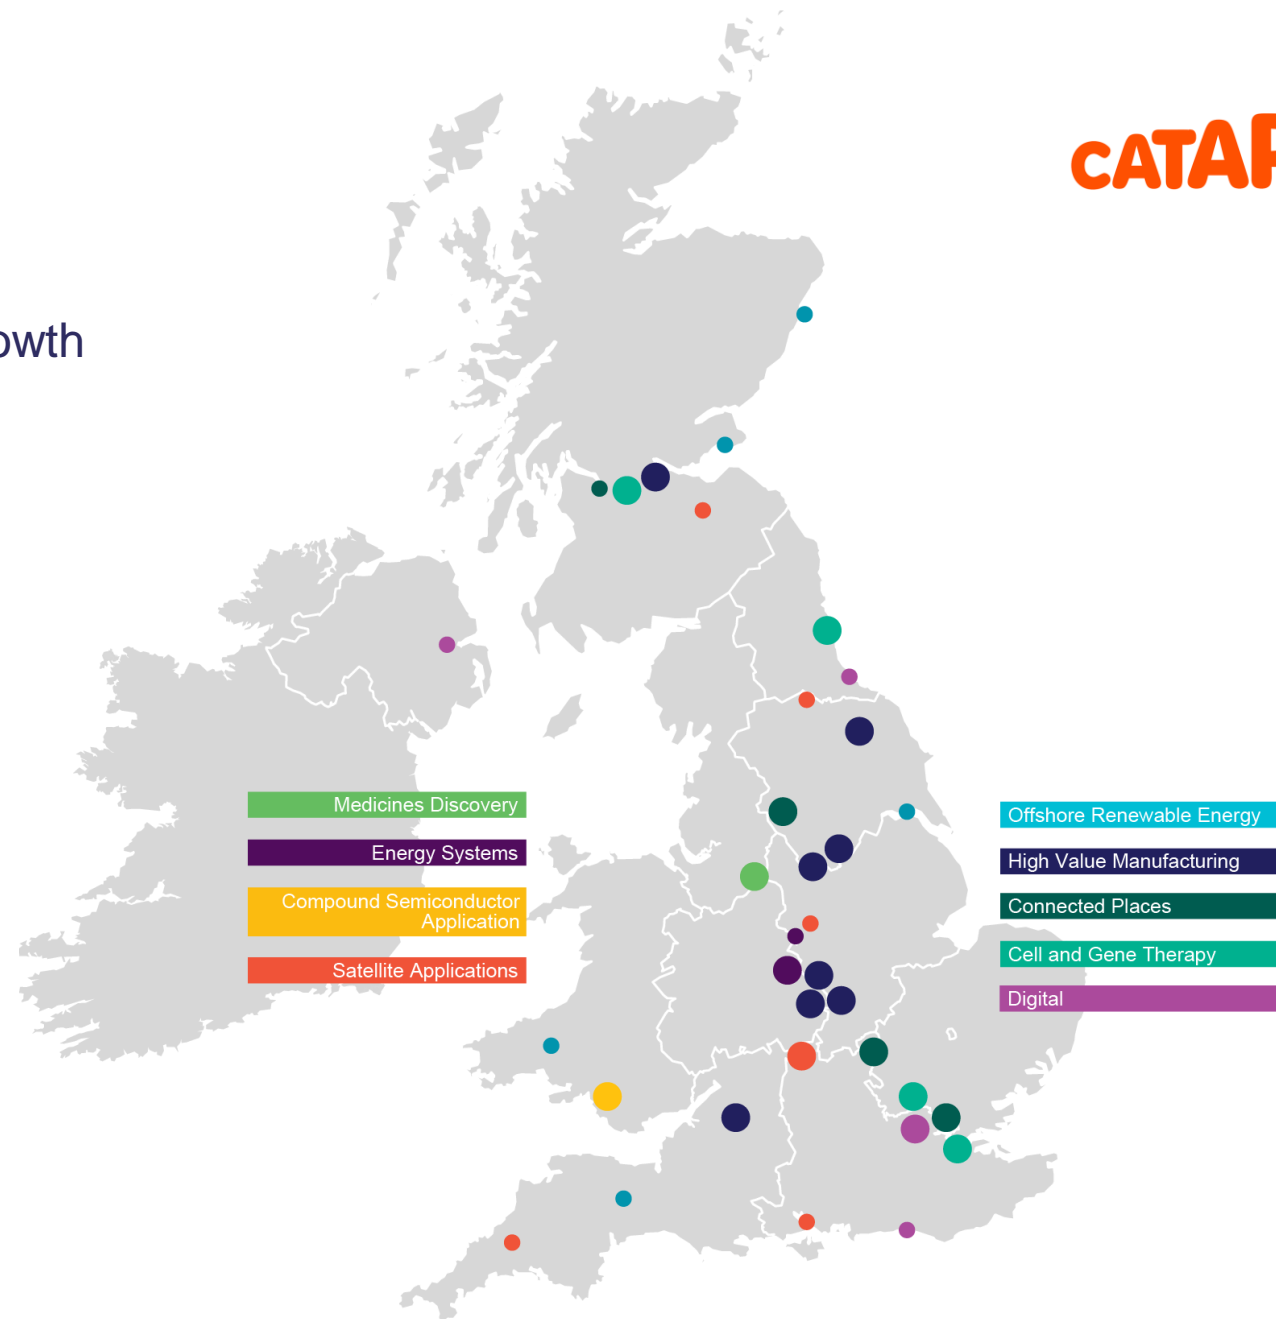 CATAP
owth
Medicines Discovery
Energy Systems
Compound Semiconductor
Application
Satellite Applications
Offshore Renewable Energy
High Value Manufacturing
Connected Places
Cell and Gene Therapy
Digital